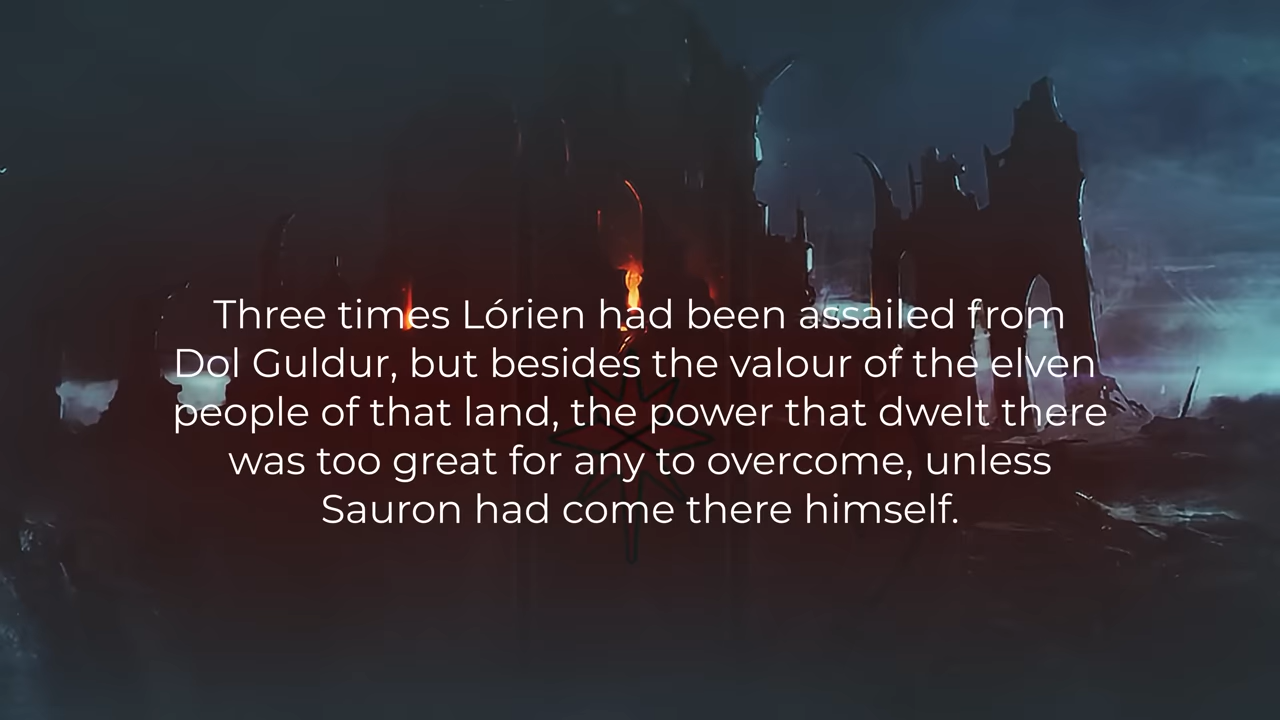 Three times Lórien had been assailed from
Dol Guldur, but besides the valour of the elven
people of that land, the power that dwelt there
was too great for any to overcome, unless
Sauron had come there himself.